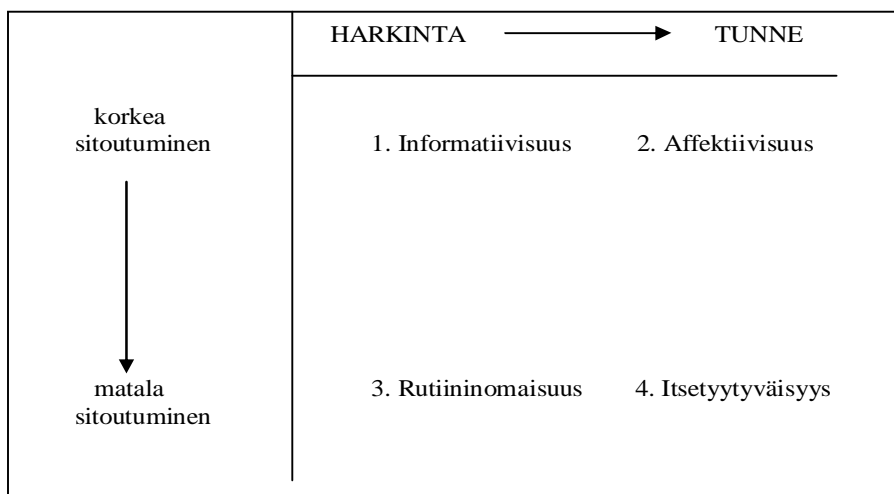 HARKINTA TUNNE
korkea
sitoutuminen 1. Informatiivisuus 2. Affektiivisuus
matala 3. Rutiininomaisuus 4. Itsetyytyväisyys
sitoutuminen